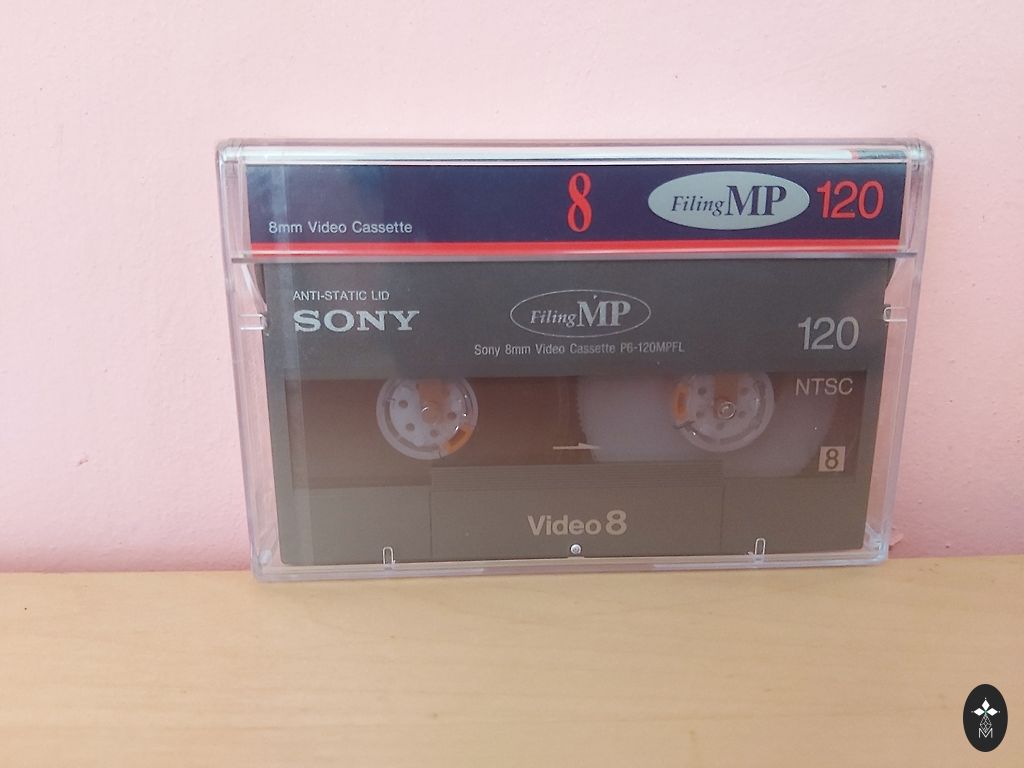 8mm Video Cassette
8
Filing MP 120
ANTI-STATIC LID
SONY
Filing MP
120
Sony 8mm Video Cassette P6-120MPFL
NTSC
8
Video 8
M